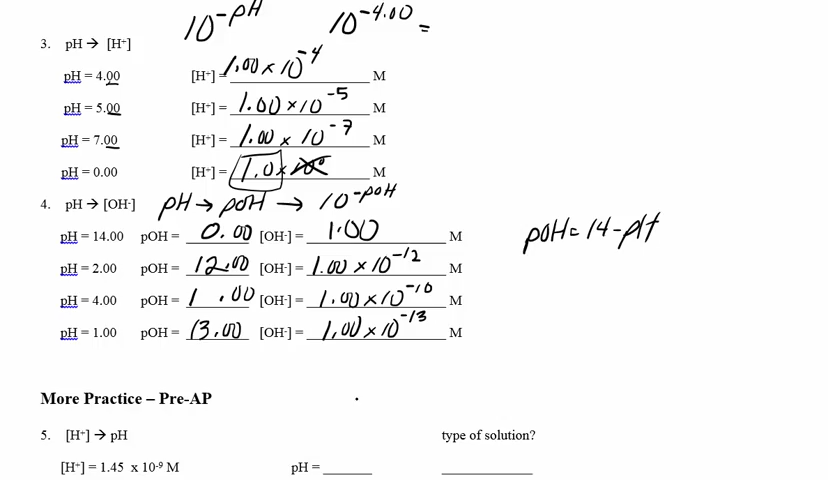 10^-pH 10^-4.00 =
3. pH → [H⁺]
pH = 4.00 [H⁺] = 1.00 x 10^-4 M
pH = 5.00 [H⁺] = 1.00 x 10^-5 M
pH = 7.00 [H⁺] = 1.00 x 10^-7 M
pH = 0.00 [H⁺] = 1.0 x 10^0 M
4. pH → [OH-] pH → pOH → 10^-pOH
pH = 14.00 pOH = 0.00 [OH-] = 1.00 M pOH = 14 - pH
pH = 2.00 pOH = 12.00 [OH-] = 1.00 x 10^-12 M
pH = 4.00 pOH = 1 .00 [OH-] = 1.00 x 10^-10 M
pH = 1.00 pOH = 13.00 [OH-] = 1.00 x 10^-13 M
More Practice – Pre-AP
5. [H⁺] → pH type of solution?
[H⁺] = 1.45 x 10⁻⁹ M pH = _______ _____________